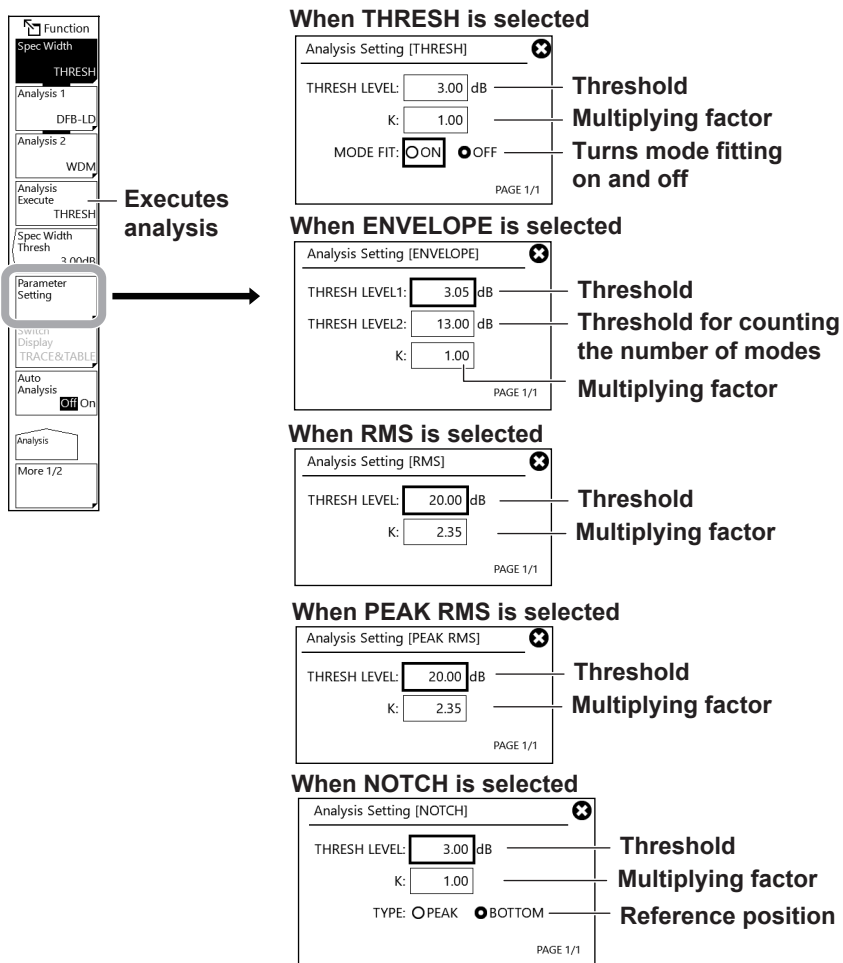 Function
Spec Width
THRESH
Analysis 1
DFB-LD
Analysis 2
WDM
Analysis
Execute
THRESH
Spec Width
Thresh
3.00dB
Parameter
Setting
Switch
Display
TRACE&TABLE
Auto
Analysis
Off On
Analysis
More 1/2
Executes
analysis
When THRESH is selected
Analysis Setting [THRESH]
THRESH LEVEL: 3.00 dB
Threshold
K: 1.00
Multiplying factor
MODE FIT: ON OFF
Turns mode fitting
on and off
PAGE 1/1
When ENVELOPE is selected
Analysis Setting [ENVELOPE]
THRESH LEVEL1: 3.05 dB
Threshold
THRESH LEVEL2: 13.00 dB
Threshold for counting
the number of modes
K: 1.00
Multiplying factor
PAGE 1/1
When RMS is selected
Analysis Setting [RMS]
THRESH LEVEL: 20.00 dB
Threshold
K: 2.35
Multiplying factor
PAGE 1/1
When PEAK RMS is selected
Analysis Setting [PEAK RMS]
THRESH LEVEL: 20.00 dB
Threshold
K: 2.35
Multiplying factor
PAGE 1/1
When NOTCH is selected
Analysis Setting [NOTCH]
THRESH LEVEL: 3.00 dB
Threshold
K: 1.00
Multiplying factor
TYPE: PEAK BOTTOM
Reference position
PAGE 1/1